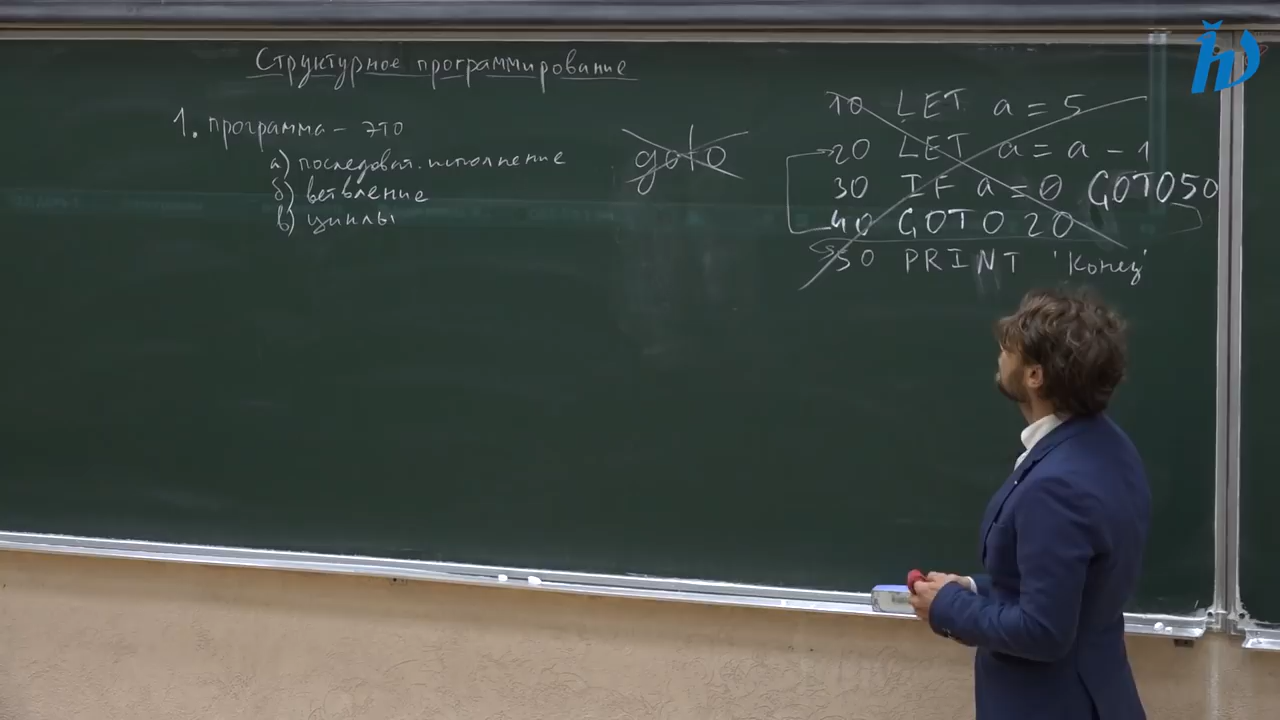 Структурное программирование
1. программа - это
а) последоват. исполнение
б) ветвление
в) циклы
goto
10 LET a = 5
20 LET a = a - 1
30 IF a = 0 GOTO 50
40 GOTO 20
50 PRINT 'Конец'